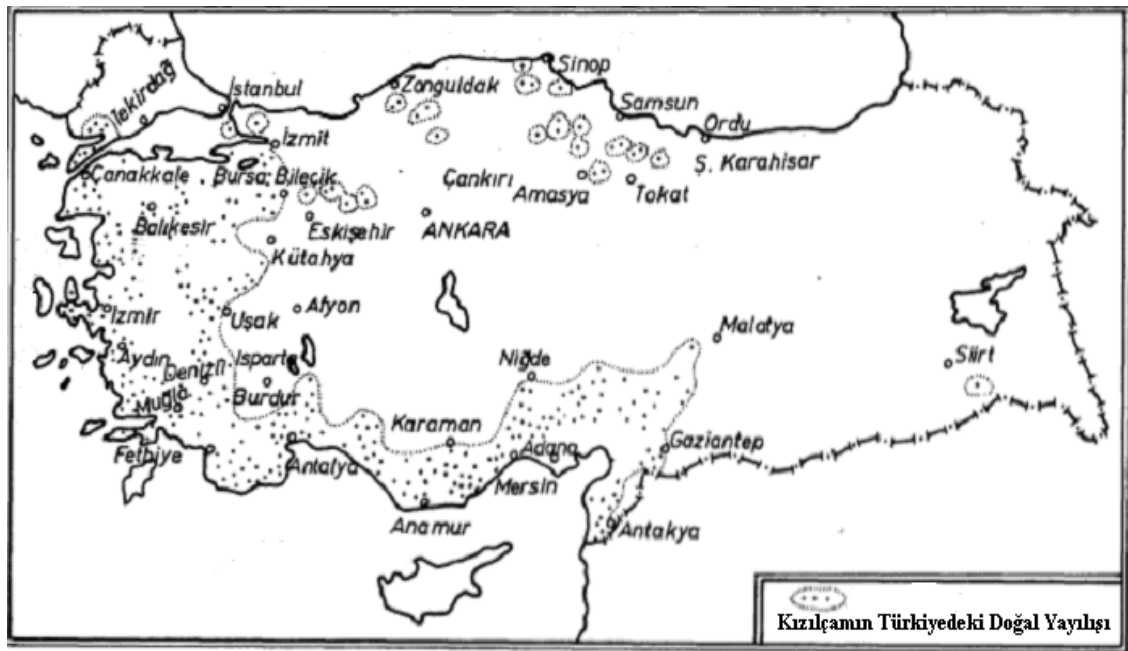 Sinop
Zonguldak
İstanbul
Tekirdağ
Samsun
Ordu
İzmit
Ş. Karahisar
Çanakkale
Bursa
Bileçik
Çankırı
Amasya
Tokat
Balıkesir
Eskişehir
ANKARA
Kütahya
İzmir
Uşak
Afyon
Malatya
Aydın
Denizli
Isparta
Niğde
Siirt
Muğla
Burdur
Karaman
Fethiye
Antalya
Adana
Gaziantep
Mersin
Anamur
Antakya
Kızılçamın Türkiyedeki Doğal Yayılışı